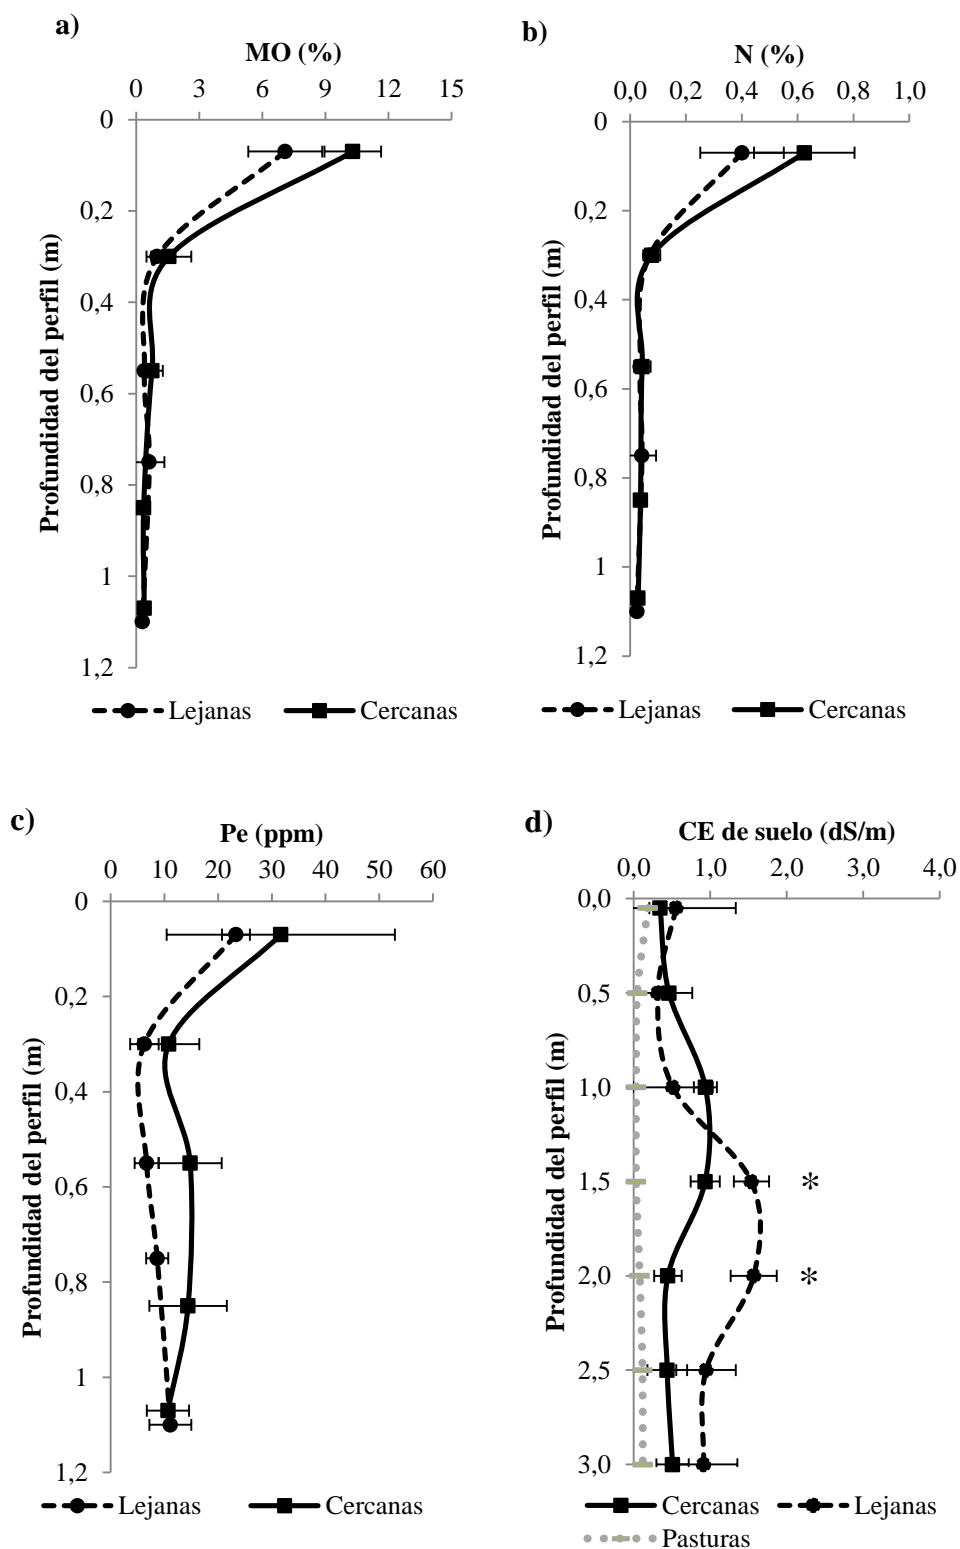 a)
MO (%)
0 3 6 9 12 15
0
0,2
0,4
0,6
0,8
1
1,2
Profundidad del perfil (m)
Lejanas Cercanas
b)
N (%)
0,0 0,2 0,4 0,6 0,8 1,0
0
0,2
0,4
0,6
0,8
1
1,2
Profundidad del perfil (m)
Lejanas Cercanas
c)
Pe (ppm)
0 10 20 30 40 50 60
0
0,2
0,4
0,6
0,8
1
1,2
Profundidad del perfil (m)
Lejanas Cercanas
d)
CE de suelo (dS/m)
0,0 1,0 2,0 3,0 4,0
0,0
0,5
1,0
1,5 *
2,0 *
2,5
3,0
Profundidad del perfil (m)
Cercanas Lejanas
Pasturas